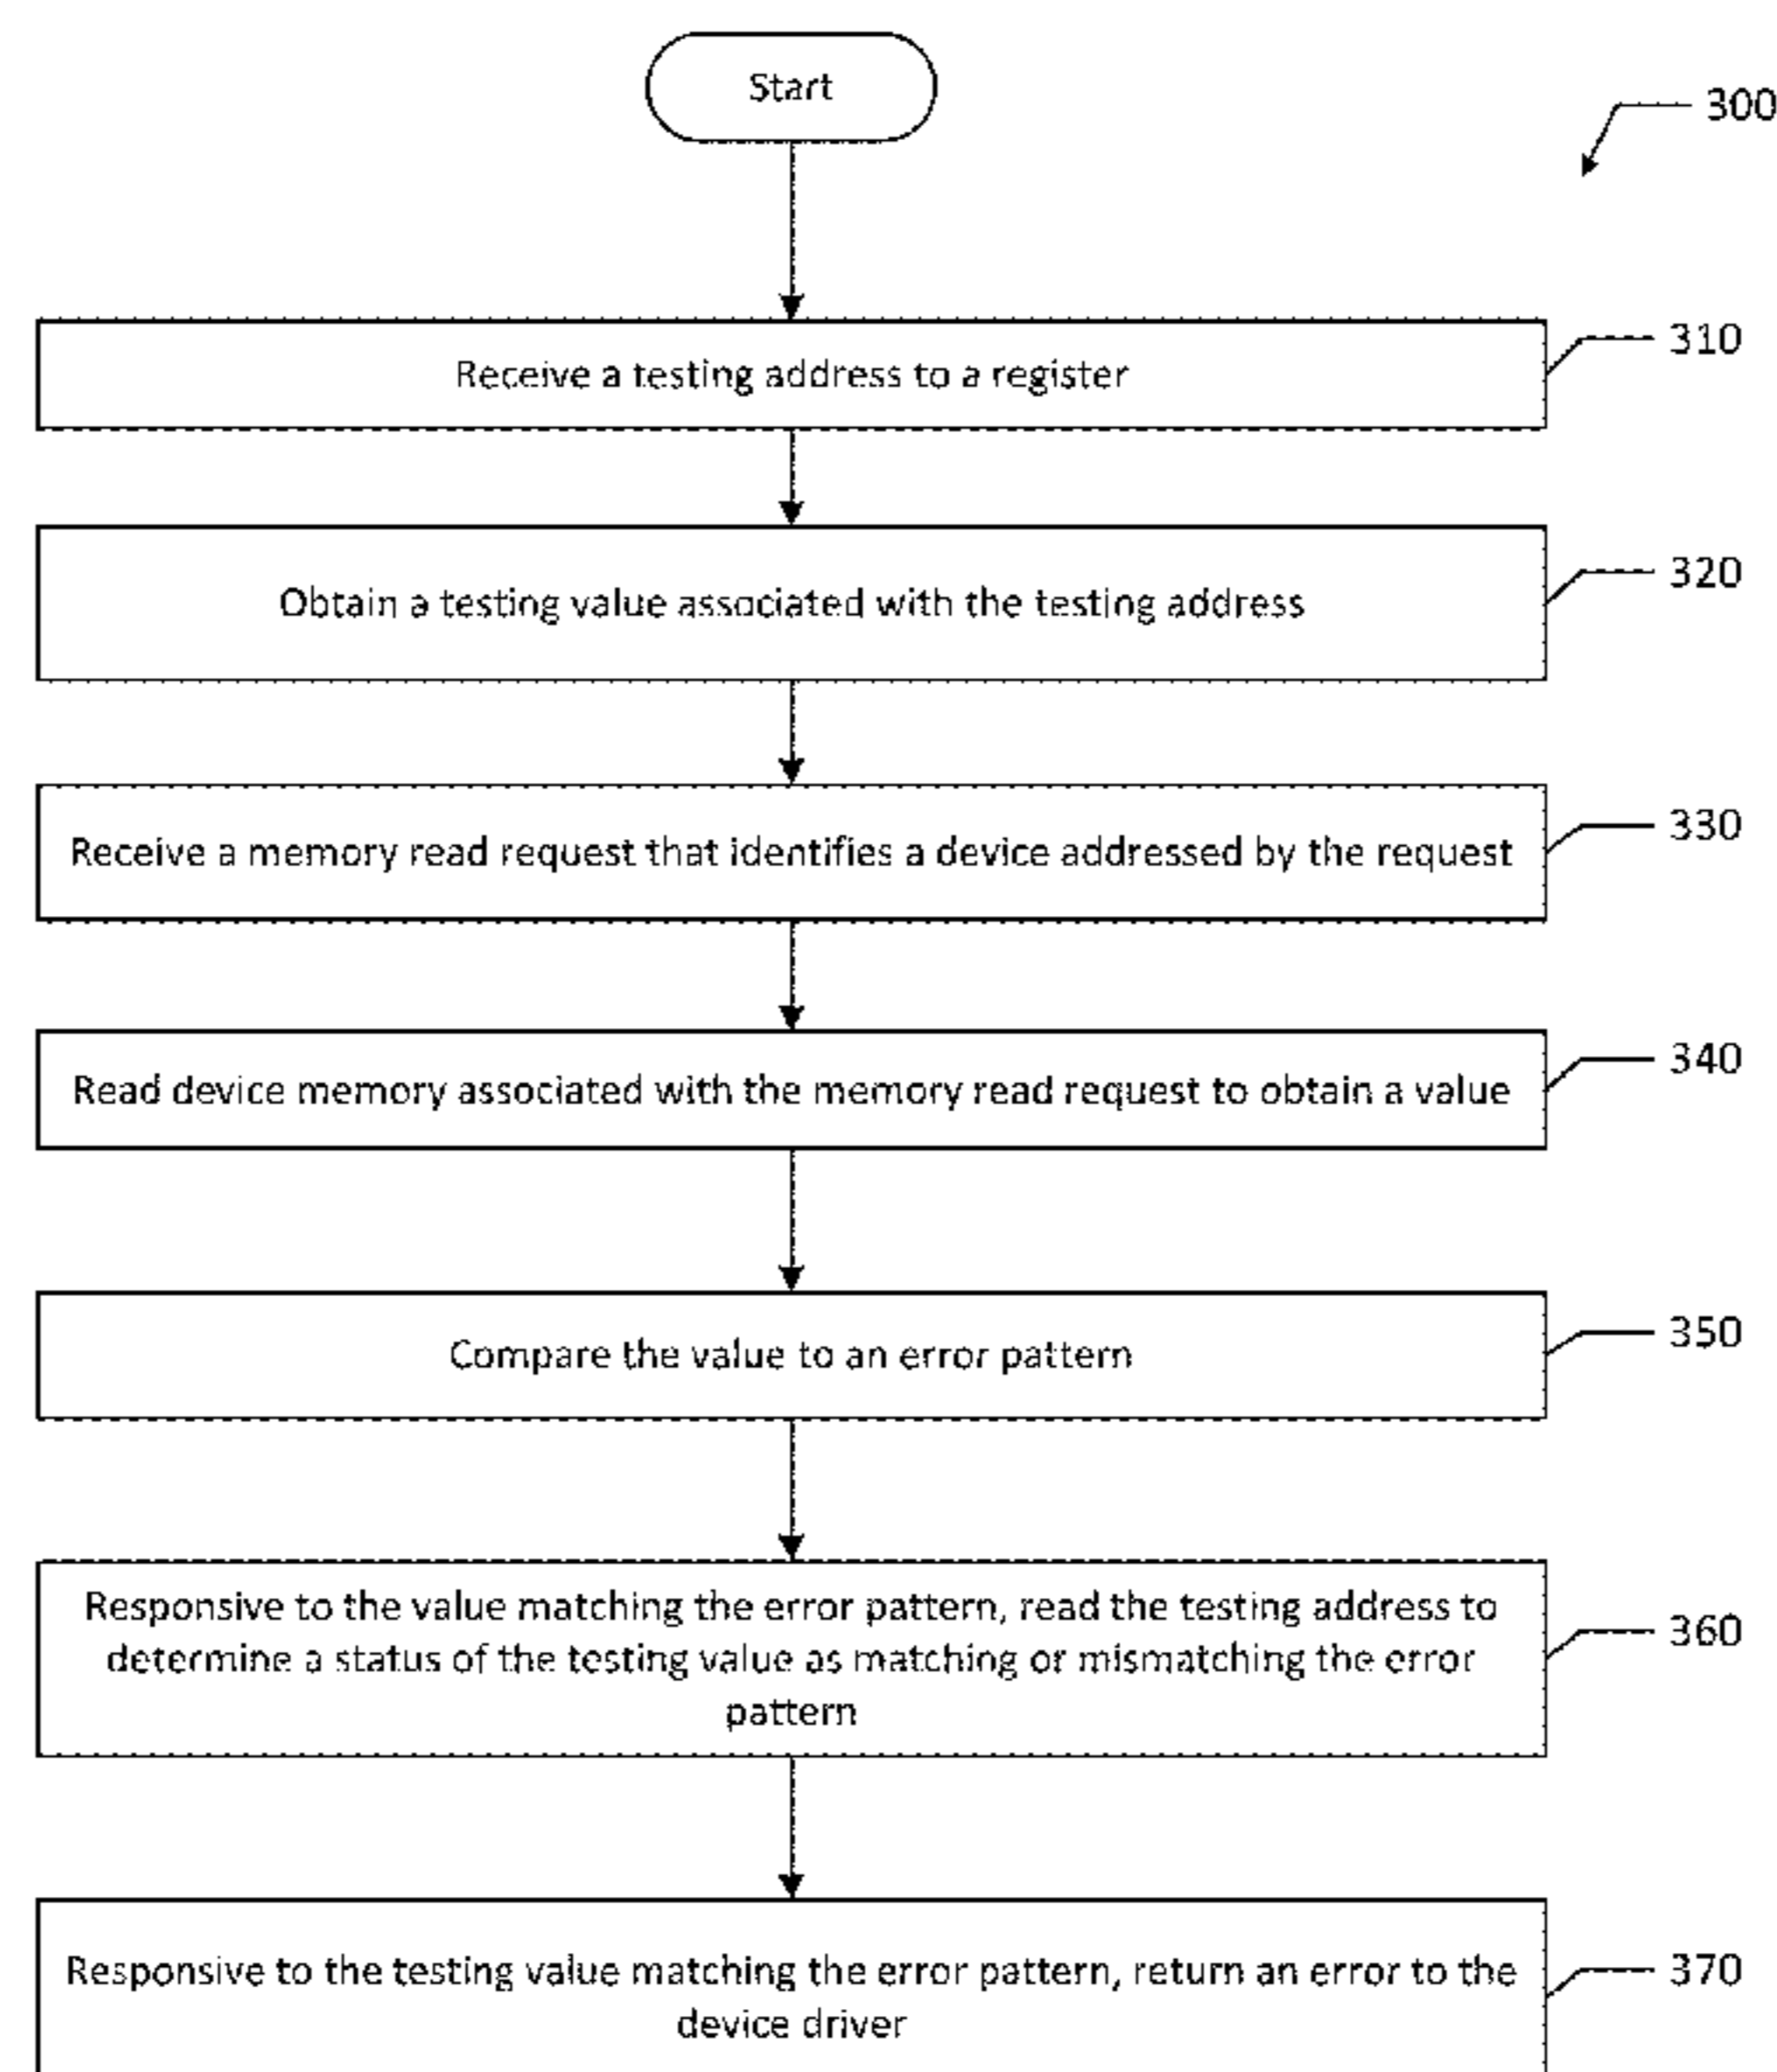 Start
300
Receive a testing address to a register
310
Obtain a testing value associated with the testing address
320
Receive a memory read request that identifies a device addressed by the request
330
Read device memory associated with the memory read request to obtain a value
340
Compare the value to an error pattern
350
Responsive to the value matching the error pattern, read the testing address to
determine a status of the testing value as matching or mismatching the error
pattern
360
Responsive to the testing value matching the error pattern, return an error to the
device driver
370